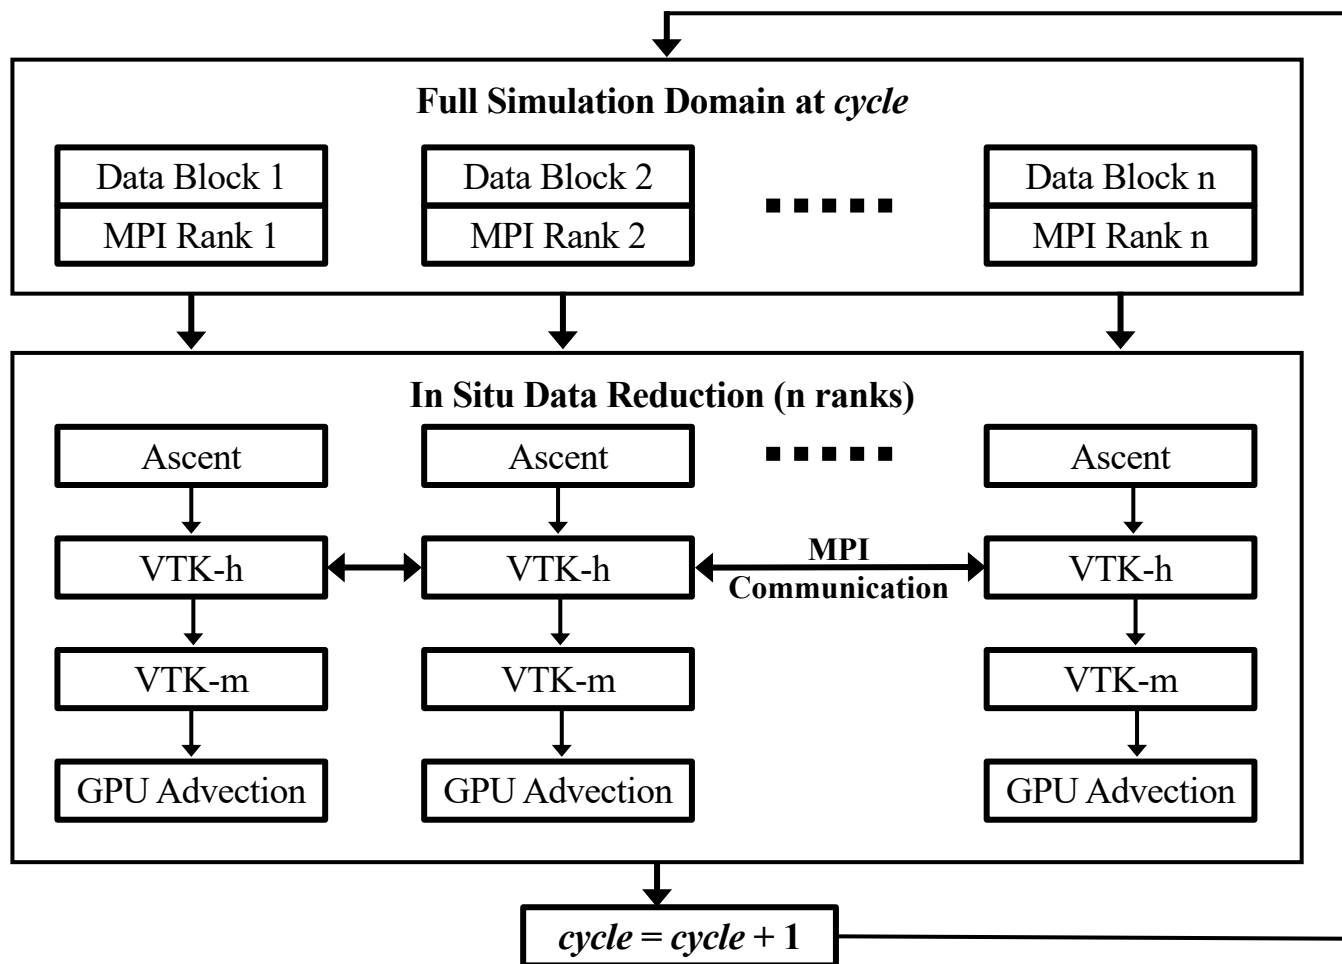 Full Simulation Domain at cycle
Data Block 1
MPI Rank 1
Data Block 2
MPI Rank 2
Data Block n
MPI Rank n
In Situ Data Reduction (n ranks)
Ascent
Ascent
Ascent
VTK-h
VTK-h
MPI
Communication
VTK-h
VTK-m
VTK-m
VTK-m
GPU Advection
GPU Advection
GPU Advection
cycle = cycle + 1